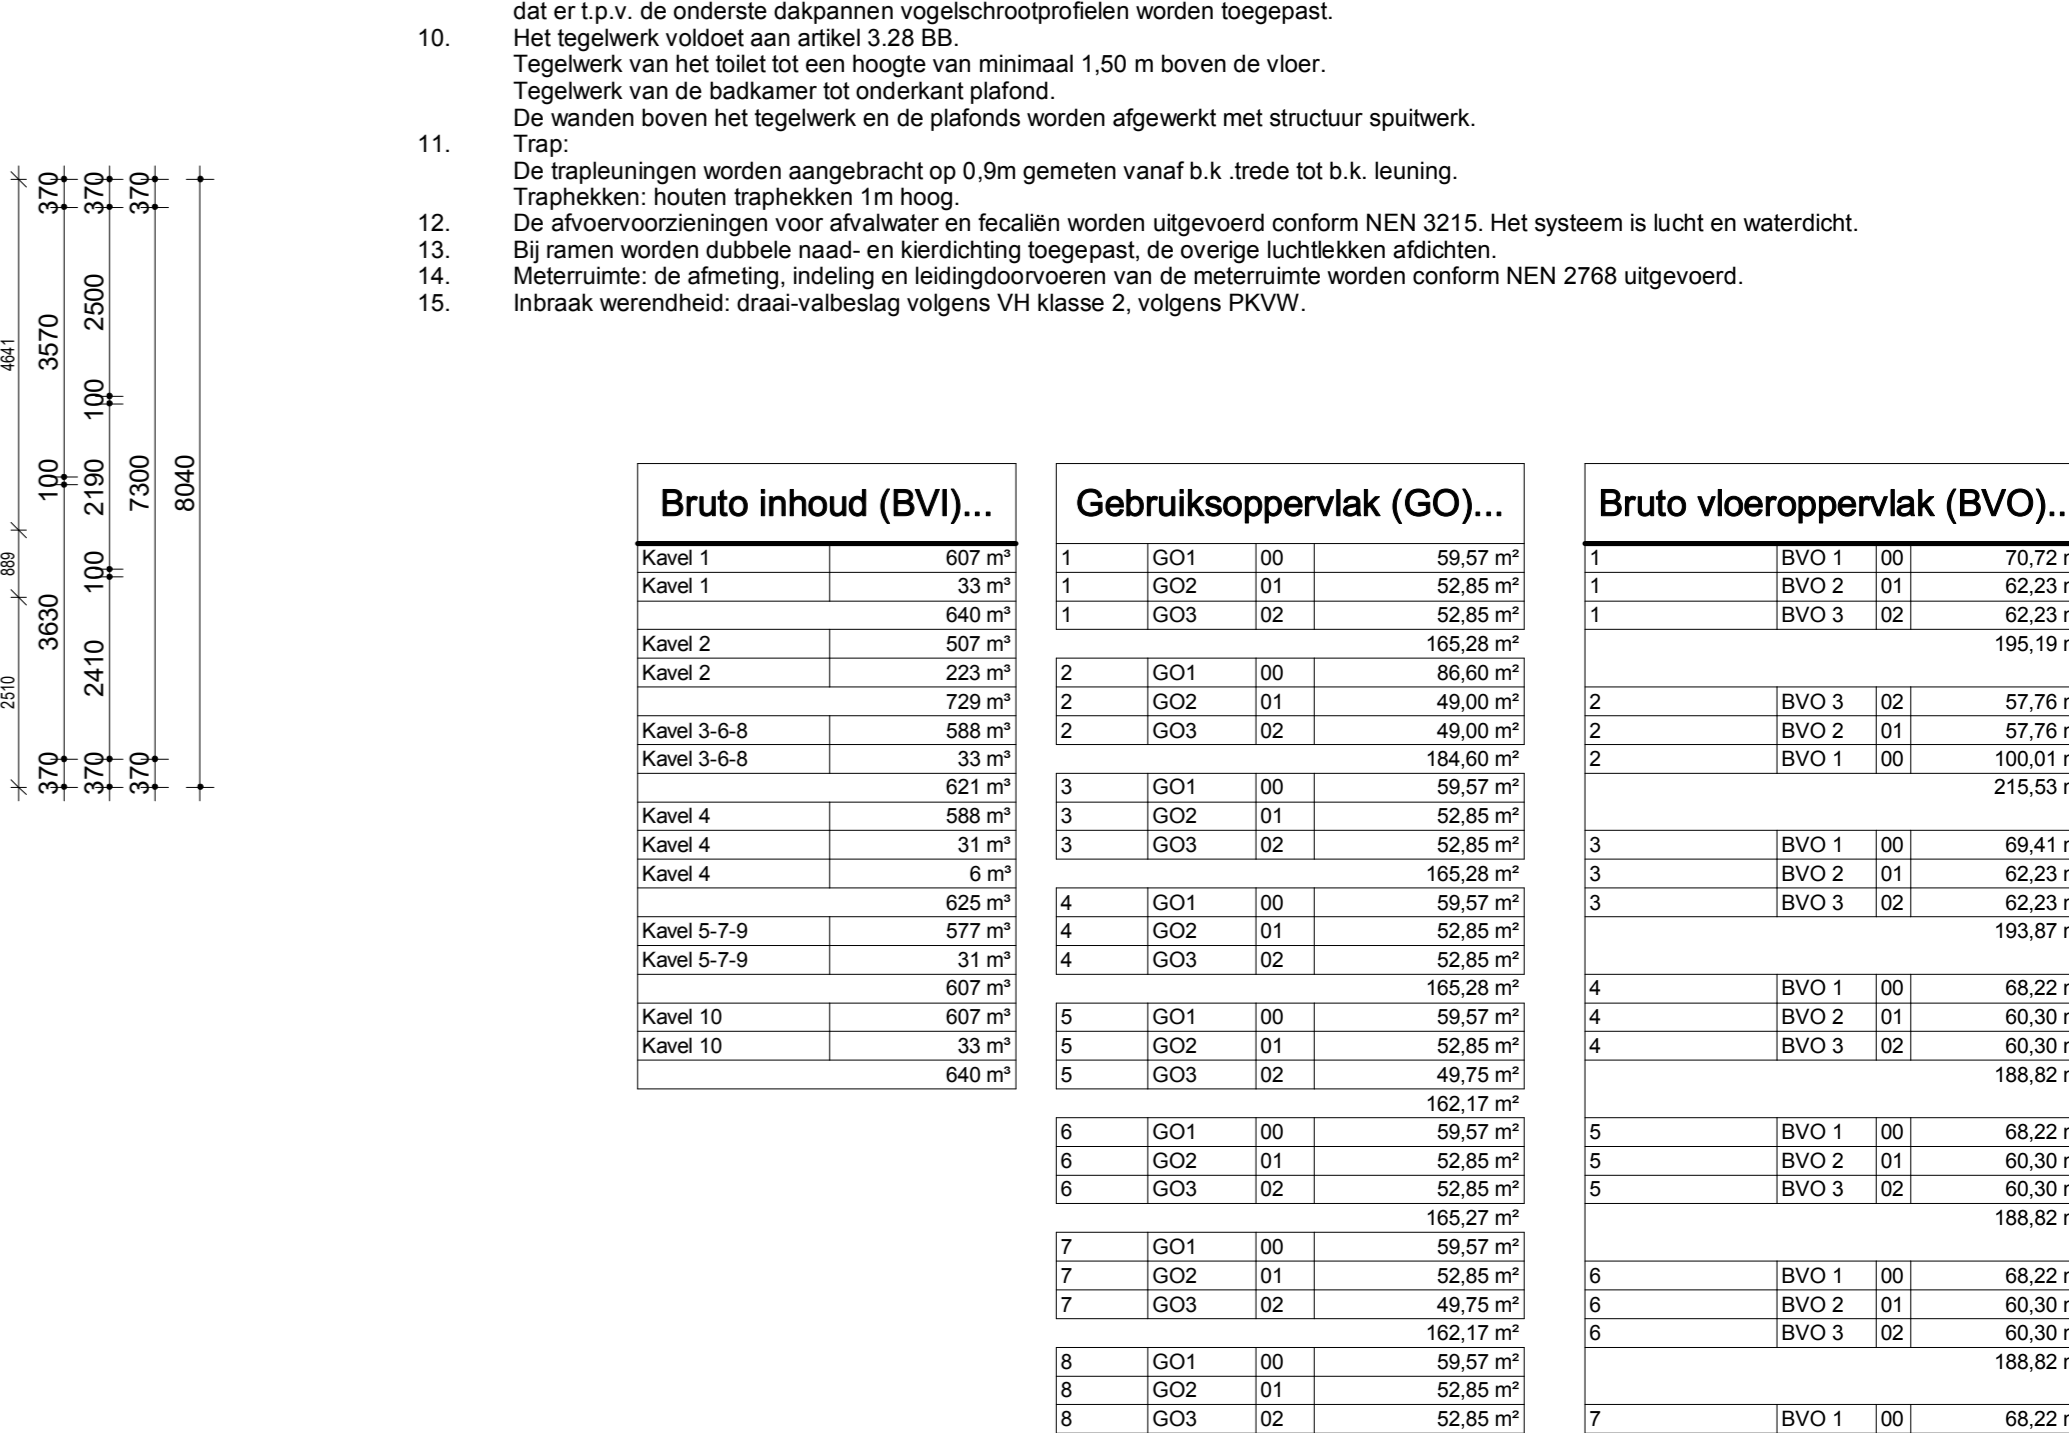 dat er t.p.v. de onderste dakpannen vogelschrootprofielen worden toegepast.
10. Het tegelwerk voldoet aan artikel 3.28 BB.
Tegelwerk van het toilet tot een hoogte van minimaal 1,50 m boven de vloer.
Tegelwerk van de badkamer tot onderkant plafond.
De wanden boven het tegelwerk en de plafonds worden afgewerkt met structuur spuitwerk.
11. Trap:
De trapleuningen worden aangebracht op 0,9m gemeten vanaf b.k .trede tot b.k. leuning.
Traphekken: houten traphekken 1m hoog.
12. De afvoervoorzieningen voor afvalwater en fecaliën worden uitgevoerd conform NEN 3215. Het systeem is lucht en waterdicht.
13. Bij ramen worden dubbele naad- en kierdichting toegepast, de overige luchtlekken afdichten.
14. Meterruimte: de afmeting, indeling en leidingdoorvoeren van de meterruimte worden conform NEN 2768 uitgevoerd.
15. Inbraak werendheid: draai-valbeslag volgens VH klasse 2, volgens PKVW.
4641
889
2510
370
3570
100
3630
370
370
2500
100
2190
100
2410
370
370
7300
370
8040
Bruto inhoud (BVI)...
Kavel 1 607 m³
Kavel 1 33 m³
640 m³
Kavel 2 507 m³
Kavel 2 223 m³
729 m³
Kavel 3-6-8 588 m³
Kavel 3-6-8 33 m³
621 m³
Kavel 4 588 m³
Kavel 4 31 m³
Kavel 4 6 m³
625 m³
Kavel 5-7-9 577 m³
Kavel 5-7-9 31 m³
607 m³
Kavel 10 607 m³
Kavel 10 33 m³
640 m³
Gebruiksoppervlak (GO)...
1 GO1 00 59,57 m²
1 GO2 01 52,85 m²
1 GO3 02 52,85 m²
165,28 m²
2 GO1 00 86,60 m²
2 GO2 01 49,00 m²
2 GO3 02 49,00 m²
184,60 m²
3 GO1 00 59,57 m²
3 GO2 01 52,85 m²
3 GO3 02 52,85 m²
165,28 m²
4 GO1 00 59,57 m²
4 GO2 01 52,85 m²
4 GO3 02 52,85 m²
165,28 m²
5 GO1 00 59,57 m²
5 GO2 01 52,85 m²
5 GO3 02 49,75 m²
162,17 m²
6 GO1 00 59,57 m²
6 GO2 01 52,85 m²
6 GO3 02 52,85 m²
165,27 m²
7 GO1 00 59,57 m²
7 GO2 01 52,85 m²
7 GO3 02 49,75 m²
162,17 m²
8 GO1 00 59,57 m²
8 GO2 01 52,85 m²
8 GO3 02 52,85 m²
Bruto vloeroppervlak (BVO)..
1 BVO 1 00 70,72
1 BVO 2 01 62,23
1 BVO 3 02 62,23
195,19
2 BVO 3 02 57,76
2 BVO 2 01 57,76
2 BVO 1 00 100,01
215,53
3 BVO 1 00 69,41
3 BVO 2 01 62,23
3 BVO 3 02 62,23
193,87
4 BVO 1 00 68,22
4 BVO 2 01 60,30
4 BVO 3 02 60,30
188,82
5 BVO 1 00 68,22
5 BVO 2 01 60,30
5 BVO 3 02 60,30
188,82
6 BVO 1 00 68,22
6 BVO 2 01 60,30
6 BVO 3 02 60,30
188,82
7 BVO 1 00 68,22